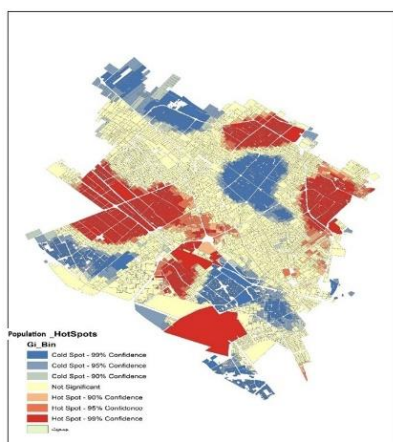 Population _HotSpots
Gi_Bin
Cold Spot - 99% Confidence
Cold Spot - 95% Confidence
Cold Spot - 90% Confidence
Not Significant
Hot Spot - 90% Confidence
Hot Spot - 95% Confidence
Hot Spot - 99% Confidence